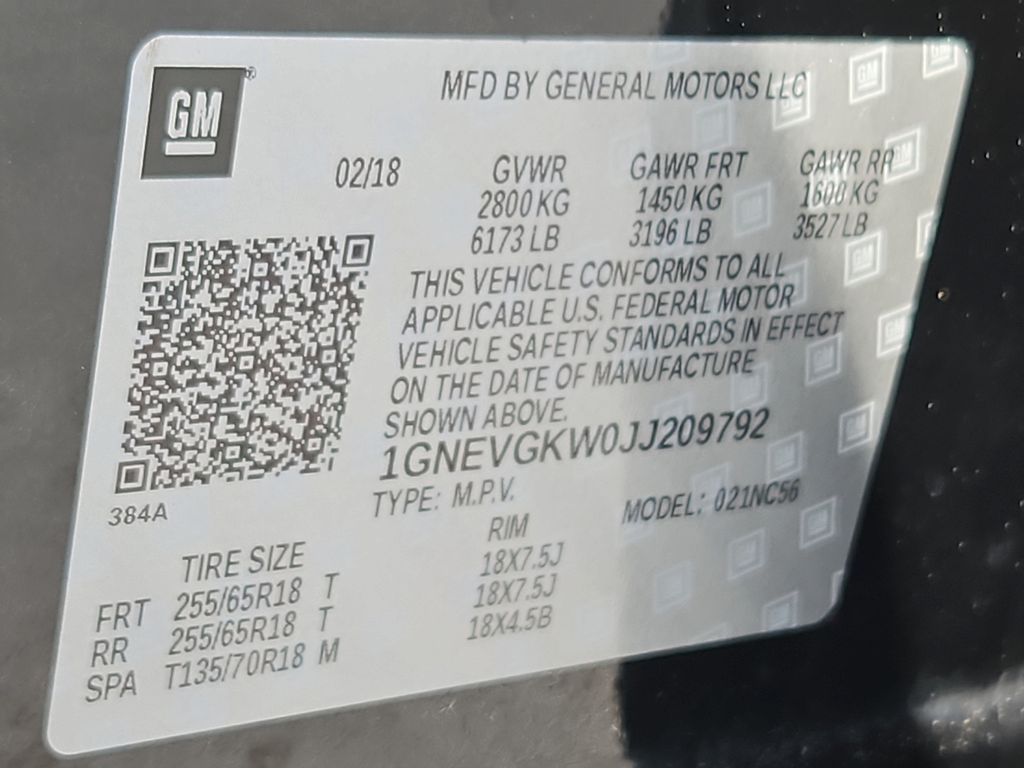 GM
MFD BY GENERAL MOTORS LLC
02/18 GVWR GAWR FRT GAWR RR
2800 KG 1450 KG 1600 KG
6173 LB 3196 LB 3527 LB
THIS VEHICLE CONFORMS TO ALL
APPLICABLE U.S. FEDERAL MOTOR
VEHICLE SAFETY STANDARDS IN EFFECT
ON THE DATE OF MANUFACTURE
SHOWN ABOVE.
1GNEVGKW0JJ209792
TYPE: M.P.V. MODEL: 021NC56
384A
TIRE SIZE RIM
FRT 255/65R18 T 18X7.5J
RR 255/65R18 T 18X7.5J
SPA T135/70R18 M 18X4.5B